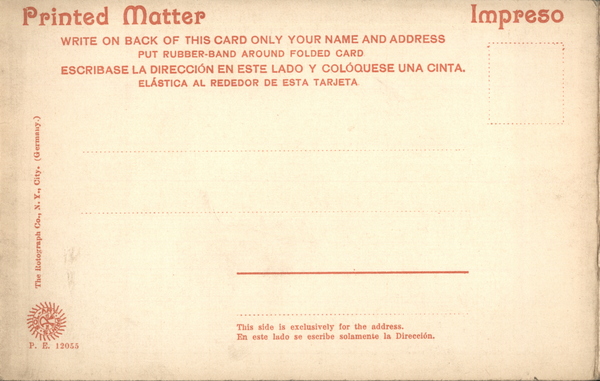 Printed Matter Impreso
WRITE ON BACK OF THIS CARD ONLY YOUR NAME AND ADDRESS
PUT RUBBER-BAND AROUND FOLDED CARD
ESCRIBASE LA DIRECCIÓN EN ESTE LADO Y COLÓQUESE UNA CINTA.
ELÁSTICA AL REDEDOR DE ESTA TARJETA
The Rotograph Co., N. Y., City. (Germany.)
P. E. 12055
This side is exclusively for the address.
En este lado se escribe solamente la Dirección.